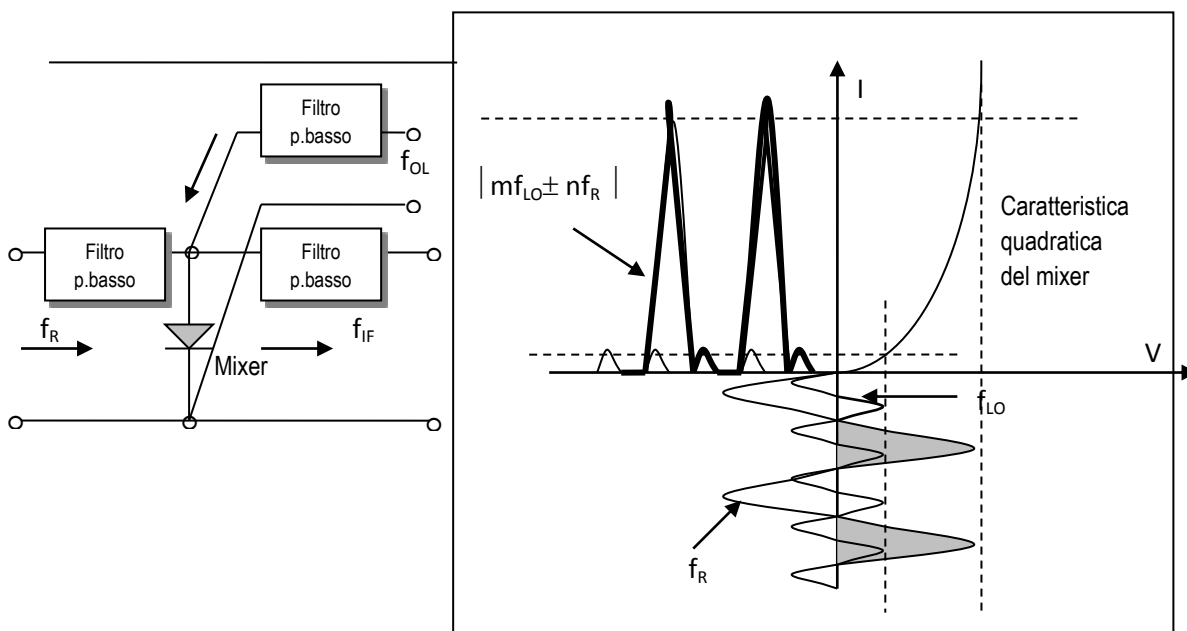 Filtro
p.basso
f_OL
Filtro
p.basso
Filtro
p.basso
f_R
Mixer
f_IF
I
| mf_LO ± nf_R |
Caratteristica
quadratica
del mixer
V
f_LO
f_R